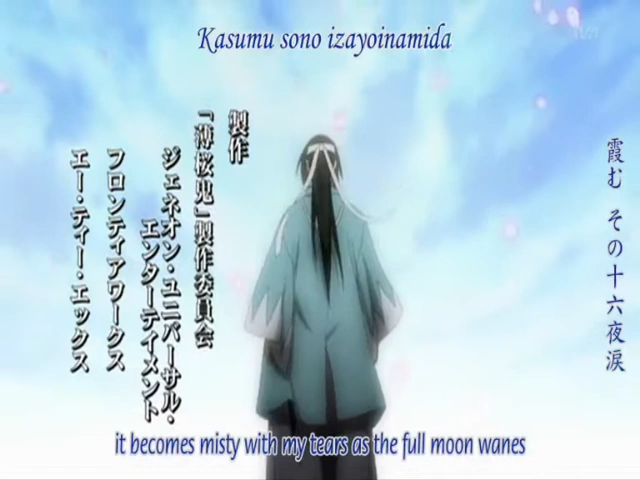 Kasumu sono izayoinamida
霞む その十六夜涙
製作
「薄桜鬼」製作委員会
ジェネオン・ユニバーサル・
エンターテイメント
フロンティアワークス
エー・ティー・エックス
it becomes misty with my tears as the full moon wanes